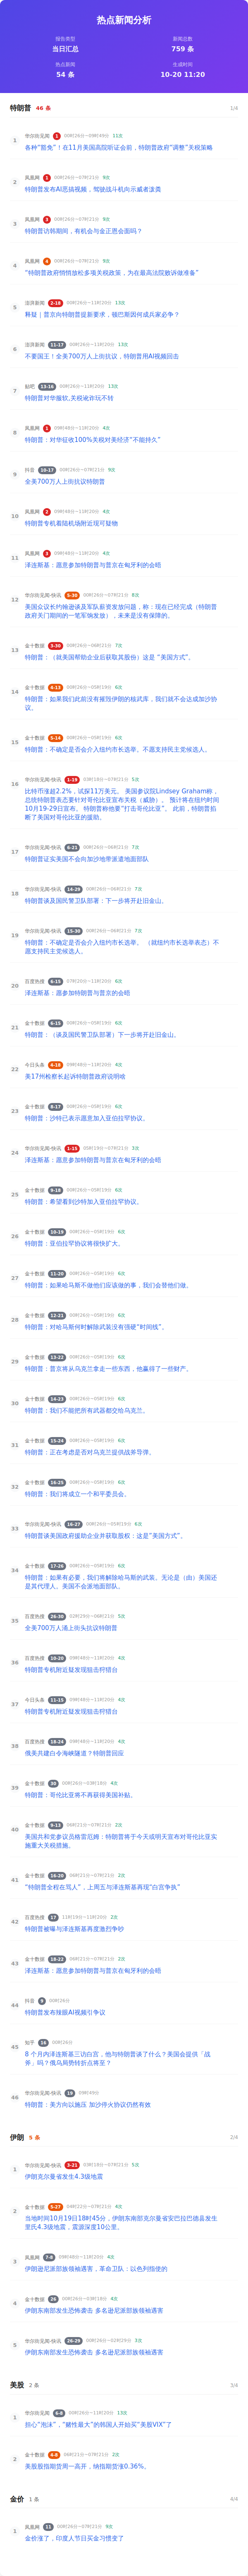 热点新闻分析
报告类型
当日汇总
新闻总数
759 条
热点新闻
54 条
生成时间
10-20 11:20
特朗普 46 条 1/4
1
华尔街见闻 1 00时26分~09时49分 11次
各种“豁免”！在11月美国高院听证会前，特朗普政府“调整”关税策略
2
凤凰网 1 00时26分~07时21分 9次
特朗普发布AI恶搞视频，驾驶战斗机向示威者泼粪
3
凤凰网 3 00时26分~07时21分 9次
特朗普访韩期间，有机会与金正恩会面吗？
4
凤凰网 4 00时26分~07时21分 9次
“特朗普政府悄悄放松多项关税政策，为在最高法院败诉做准备”
5
澎湃新闻 2-16 00时26分~11时20分 13次
释疑｜普京向特朗普提新要求，顿巴斯因何成兵家必争？
6
澎湃新闻 11-17 00时26分~11时20分 13次
不要国王！全美700万人上街抗议，特朗普用AI视频回击
7
贴吧 13-16 00时26分~11时20分 13次
特朗普对华服软,关税讹诈玩不转
8
凤凰网 1 09时48分~11时20分 4次
特朗普：对华征收100%关税对美经济“不能持久”
9
抖音 10-17 00时26分~07时21分 9次
全美700万人上街抗议特朗普
10
凤凰网 2 09时48分~11时20分 4次
特朗普专机着陆机场附近现可疑物
11
凤凰网 3 09时48分~11时20分 4次
泽连斯基：愿意参加特朗普与普京在匈牙利的会晤
12
华尔街见闻-快讯 5-30 00时26分~07时21分 8次
美国众议长约翰逊谈及军队薪资发放问题，称：现在已经完成（特朗普政府关门期间的一笔军饷发放），未来是没有保障的。
13
金十数据 3-30 00时26分~06时21分 7次
特朗普：（就美国帮助企业后获取其股份）这是 “美国方式”。
14
金十数据 4-13 00时26分~05时19分 6次
特朗普：如果我们此前没有摧毁伊朗的核武库，我们就不会达成加沙协议。
15
金十数据 5-14 00时26分~05时19分 6次
特朗普：不确定是否会介入纽约市长选举。不愿支持民主党候选人。
16
华尔街见闻-快讯 1-19 03时19分~07时21分 5次
比特币涨超2.2%，试探11万美元。 美国参议院Lindsey Graham称，总统特朗普表态要针对哥伦比亚宣布关税（威胁）。 预计将在纽约时间10月19-29日宣布。 特朗普称他要“打击哥伦比亚”。 此前，特朗普掐断了美国对哥伦比亚的援助。
17
华尔街见闻-快讯 6-21 00时26分~06时21分 7次
特朗普证实美国不会向加沙地带派遣地面部队
18
华尔街见闻-快讯 14-29 00时26分~06时21分 7次
特朗普谈及国民警卫队部署：下一步将开赴旧金山。
19
华尔街见闻-快讯 15-30 00时26分~06时21分 7次
特朗普：不确定是否会介入纽约市长选举。 （就纽约市长选举表态）不愿支持民主党候选人。
20
百度热搜 6-15 07时20分~11时20分 6次
泽连斯基：愿参加特朗普与普京的会晤
21
金十数据 6-15 00时26分~05时19分 6次
特朗普：（谈及国民警卫队部署）下一步将开赴旧金山。
22
今日头条 4-19 09时48分~11时20分 4次
美17州检察长起诉特朗普政府说明啥
23
金十数据 8-17 00时26分~05时19分 6次
特朗普：沙特已表示愿意加入亚伯拉罕协议。
24
华尔街见闻-快讯 1-15 05时19分~07时21分 3次
泽连斯基：愿意参加特朗普与普京在匈牙利的会晤
25
金十数据 9-18 00时26分~05时19分 6次
特朗普：希望看到沙特加入亚伯拉罕协议。
26
金十数据 10-19 00时26分~05时19分 6次
特朗普：亚伯拉罕协议将很快扩大。
27
金十数据 11-20 00时26分~05时19分 6次
特朗普：如果哈马斯不做他们应该做的事，我们会替他们做。
28
金十数据 12-21 00时26分~05时19分 6次
特朗普：对哈马斯何时解除武装没有强硬“时间线”。
29
金十数据 13-22 00时26分~05时19分 6次
特朗普：普京将从乌克兰拿走一些东西，他赢得了一些财产。
30
金十数据 14-23 00时26分~05时19分 6次
特朗普：我们不能把所有武器都交给乌克兰。
31
金十数据 15-24 00时26分~05时19分 6次
特朗普：正在考虑是否对乌克兰提供战斧导弹。
32
金十数据 16-25 00时26分~05时19分 6次
特朗普：我们将成立一个和平委员会。
33
华尔街见闻-快讯 16-27 00时26分~05时19分 6次
特朗普谈美国政府援助企业并获取股权：这是“美国方式”。
34
金十数据 17-26 00时26分~05时19分 6次
特朗普：如果有必要，我们将解除哈马斯的武装。无论是（由）美国还是其代理人。美国不会派地面部队。
35
百度热搜 26-30 02时29分~06时21分 5次
全美700万人涌上街头抗议特朗普
36
百度热搜 10-20 09时48分~11时20分 4次
特朗普专机附近疑发现狙击狩猎台
37
今日头条 11-15 09时48分~11时20分 4次
特朗普专机附近疑发现狙击狩猎台
38
百度热搜 18-24 09时48分~11时20分 4次
俄美共建白令海峡隧道？特朗普回应
39
金十数据 30 00时26分~03时18分 4次
特朗普：哥伦比亚将不再获得美国补贴。
40
金十数据 9-13 06时21分~07时21分 2次
美国共和党参议员格雷厄姆：特朗普将于今天或明天宣布对哥伦比亚实施重大关税措施。
41
金十数据 16-20 06时21分~07时21分 2次
“特朗普全程在骂人”，上周五与泽连斯基再现“白宫争执”
42
百度热搜 17 11时19分~11时20分 2次
特朗普被曝与泽连斯基再度激烈争吵
43
金十数据 18-22 06时21分~07时21分 2次
泽连斯基：愿意参加特朗普与普京在匈牙利的会晤
44
抖音 9 00时26分
特朗普发布辣眼AI视频引争议
45
知乎 16 00时26分
8 个月内泽连斯基三访白宫，他与特朗普谈了什么？美国会提供「战斧」吗？俄乌局势转折点将至？
46
华尔街见闻-快讯 19 09时49分
特朗普：美方向以施压 加沙停火协议仍然有效
伊朗 5 条 2/4
1
华尔街见闻-快讯 3-21 03时18分~07时21分 5次
伊朗克尔曼省发生4.3级地震
2
金十数据 5-27 04时22分~07时21分 4次
当地时间10月19日18时45分，伊朗东南部克尔曼省安巴拉巴德县发生里氏4.3级地震，震源深度10公里。
3
凤凰网 7-8 09时48分~11时20分 4次
伊朗逊尼派部族领袖遇害，革命卫队：以色列指使的
4
金十数据 26 00时26分~03时18分 4次
伊朗东南部发生恐怖袭击 多名逊尼派部族领袖遇害
5
华尔街见闻-快讯 26-29 00时26分~02时29分 3次
伊朗东南部发生恐怖袭击 多名逊尼派部族领袖遇害
美股 2 条 3/4
1
华尔街见闻 6-8 00时26分~11时20分 13次
担心“泡沫”，“赌性最大”的韩国人开始买“美股VIX”了
2
金十数据 4-8 06时21分~07时21分 2次
美股股指期货周一高开，纳指期货涨0.36%。
金价 1 条 4/4
1
凤凰网 11 00时26分~07时21分 9次
金价涨了，印度人节日买金习惯变了